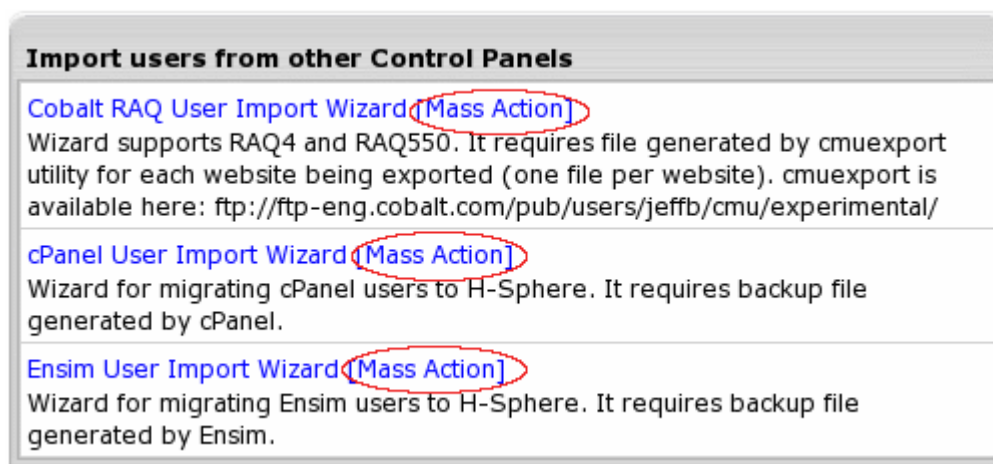 Import users from other Control Panels
Cobalt RAQ User Import Wizard [Mass Action]
Wizard supports RAQ4 and RAQ550. It requires file generated by cmuexport
utility for each website being exported (one file per website). cmuexport is
available here: ftp://ftp-eng.cobalt.com/pub/users/jeffb/cmu/experimental/
cPanel User Import Wizard [Mass Action]
Wizard for migrating cPanel users to H-Sphere. It requires backup file
generated by cPanel.
Ensim User Import Wizard [Mass Action]
Wizard for migrating Ensim users to H-Sphere. It requires backup file
generated by Ensim.